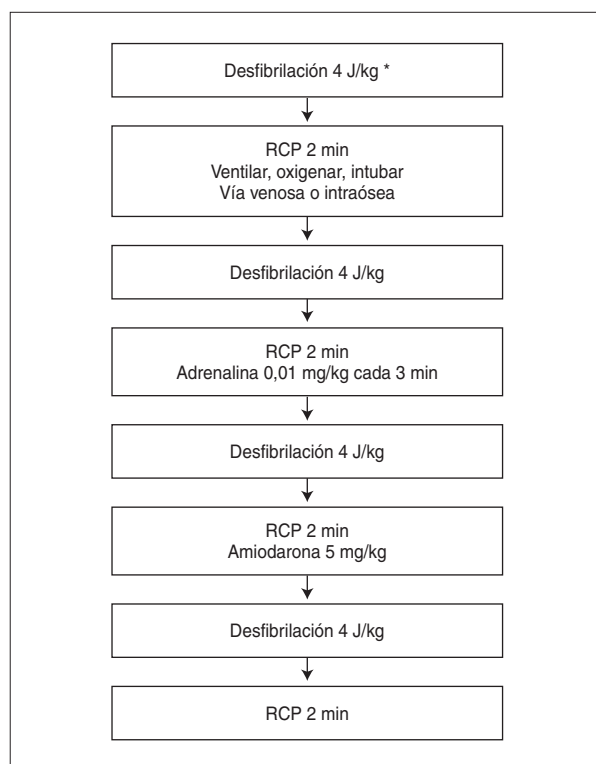 Desfibrilación 4 J/kg *
RCP 2 min
Ventilar, oxigenar, intubar
Vía venosa o intraósea
Desfibrilación 4 J/kg
RCP 2 min
Adrenalina 0,01 mg/kg cada 3 min
Desfibrilación 4 J/kg
RCP 2 min
Amiodarona 5 mg/kg
Desfibrilación 4 J/kg
RCP 2 min